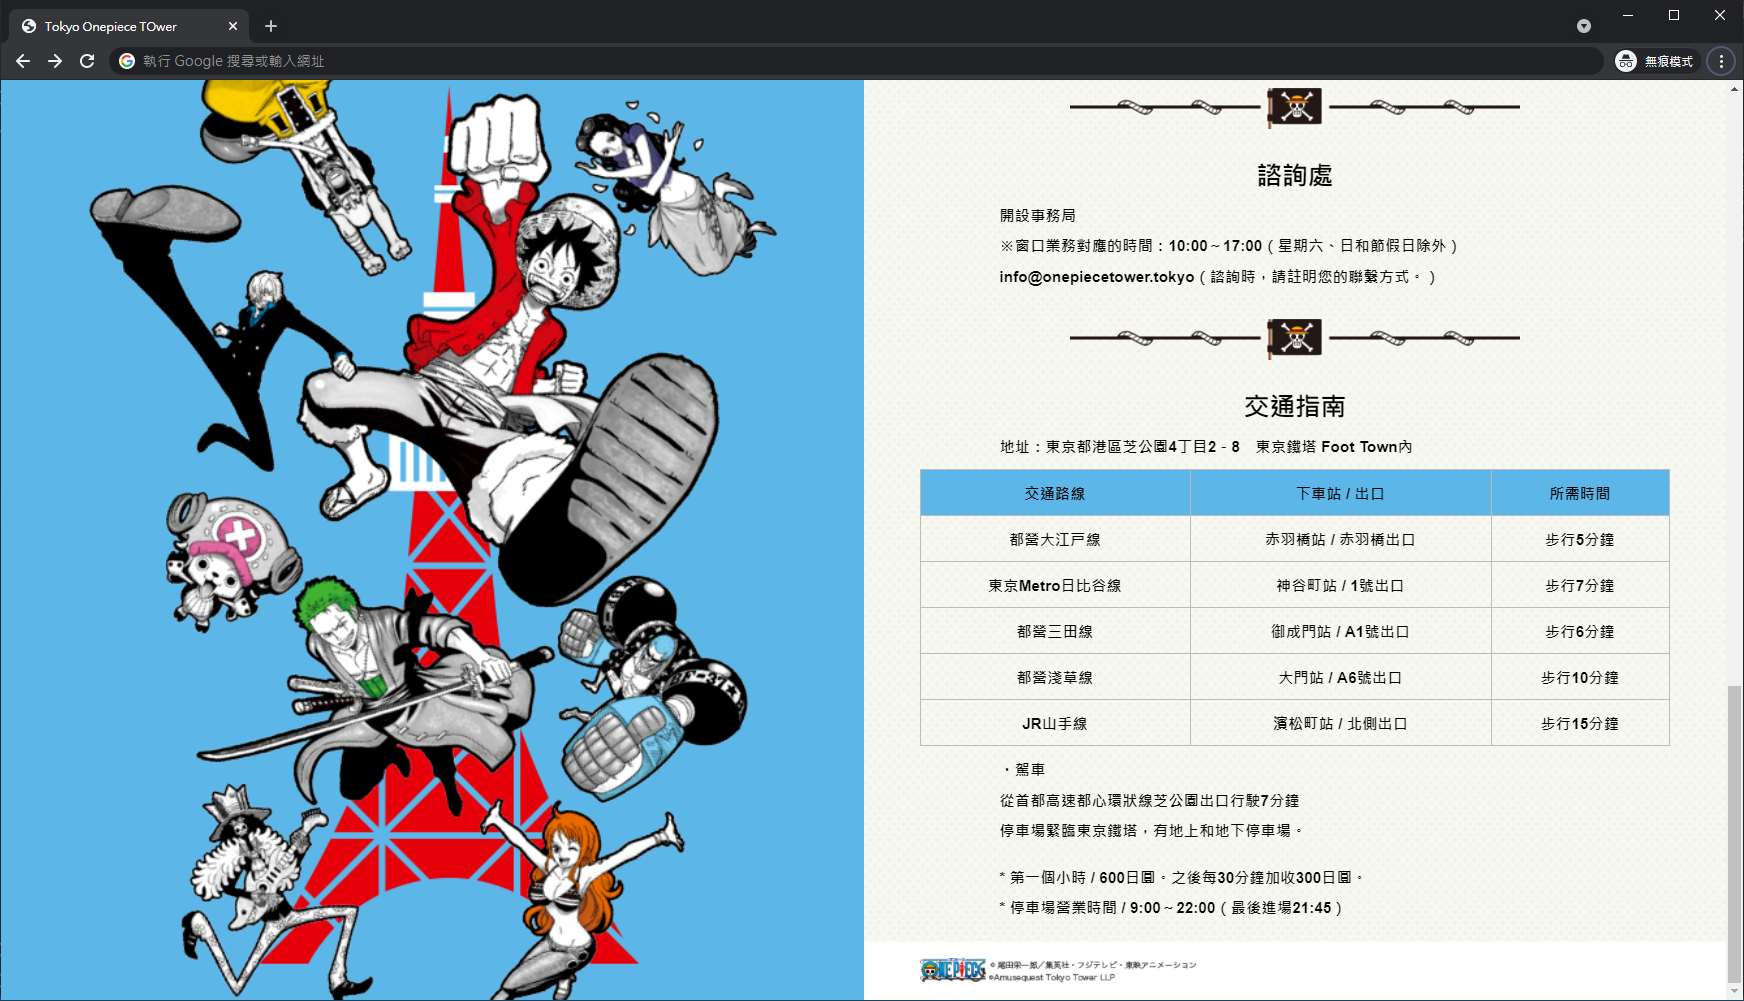 Tokyo Onepiece TOwer
執行 Google 搜尋或輸入網址
無痕模式
諮詢處
開設事務局
※窗口業務對應的時間：10:00～17:00（星期六、日和節假日除外）
info@onepiecetower.tokyo（諮詢時，請註明您的聯繫方式。）
交通指南
地址：東京都港區芝公園4丁目2－8　東京鐵塔 Foot Town內
交通路線 下車站 / 出口 所需時間
都營大江戸線 赤羽橋站 / 赤羽橋出口 步行5分鐘
東京Metro日比谷線 神谷町站 / 1號出口 步行7分鐘
都營三田線 御成門站 / A1號出口 步行6分鐘
都營淺草線 大門站 / A6號出口 步行10分鐘
JR山手線 濱松町站 / 北側出口 步行15分鐘
・駕車
從首都高速都心環狀線芝公園出口行駛7分鐘
停車場緊臨東京鐵塔，有地上和地下停車場。
* 第一個小時 / 600日圓。之後每30分鐘加收300日圓。
* 停車場營業時間 / 9:00～22:00（最後進場21:45）
ONE PIECE
© 尾田栄一郎／集英社・フジテレビ・東映アニメーション
©Amusequest Tokyo Tower LLP